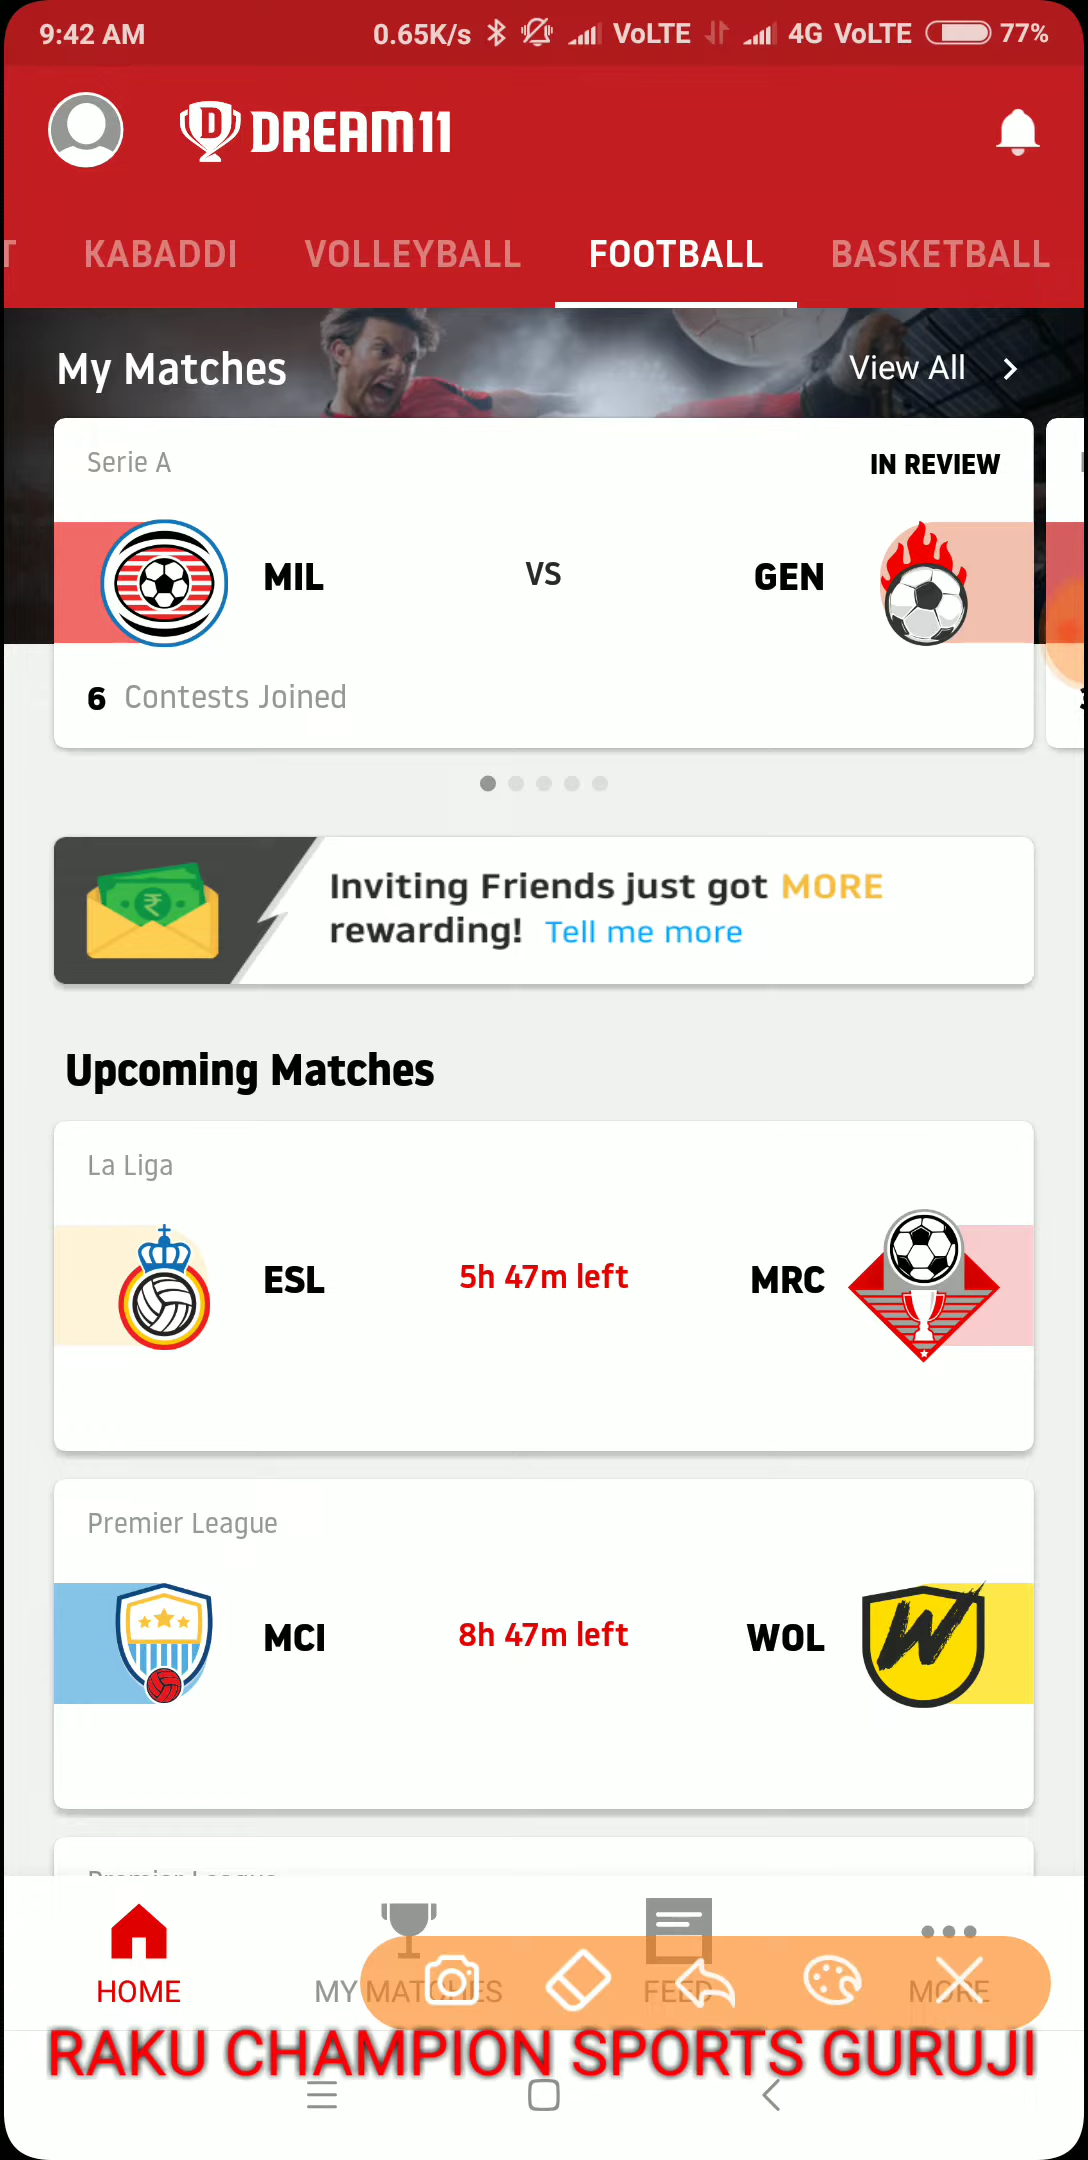 9:42 AM 0.65K/s VoLTE 4G VoLTE 77%
D DREAM11
KABADDI VOLLEYBALL FOOTBALL BASKETBALL
My Matches View All
Serie A IN REVIEW
MIL VS GEN
6 Contests Joined
Inviting Friends just got MORE
rewarding! Tell me more
Upcoming Matches
La Liga
ESL 5h 47m left MRC
Premier League
MCI 8h 47m left WOL
W
Premier League
HOME MY MATCHES FEED MORE
RAKU CHAMPION SPORTS GURUJI